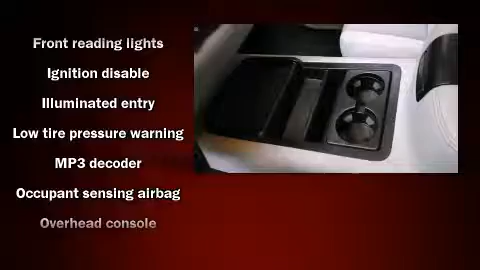 Front reading lights
Ignition disable
Illuminated entry
Low tire pressure warning
MP3 decoder
Occupant sensing airbag
Overhead console